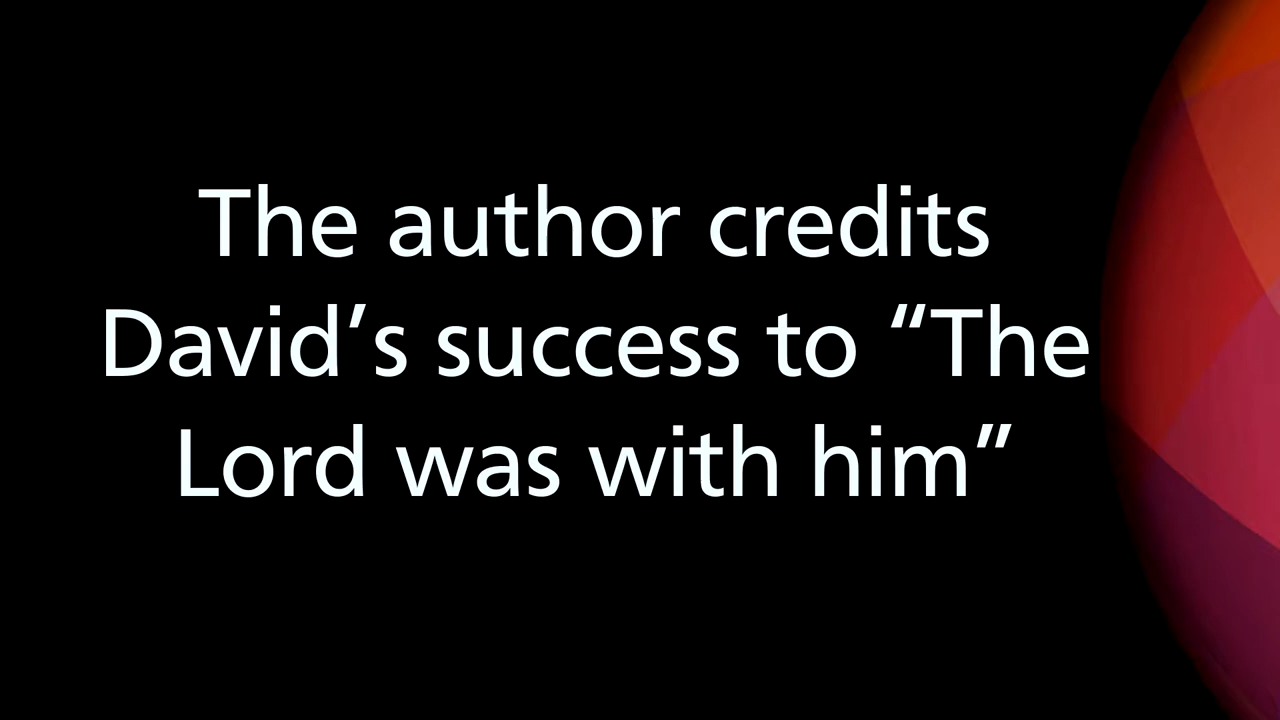 The author credits
David’s success to “The
Lord was with him”